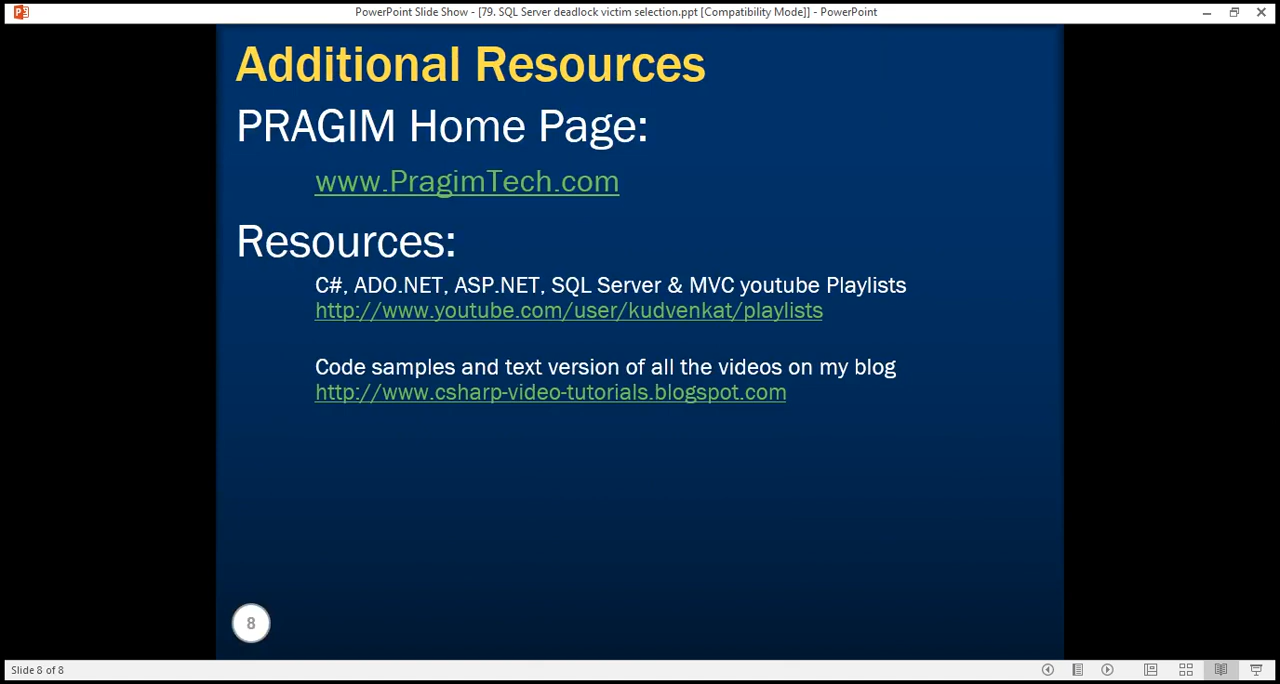 PowerPoint Slide Show - [79. SQL Server deadlock victim selection.ppt [Compatibility Mode]] - PowerPoint
Additional Resources
PRAGIM Home Page:
www.PragimTech.com
Resources:
C#, ADO.NET, ASP.NET, SQL Server & MVC youtube Playlists
http://www.youtube.com/user/kudvenkat/playlists
Code samples and text version of all the videos on my blog
http://www.csharp-video-tutorials.blogspot.com
8
Slide 8 of 8